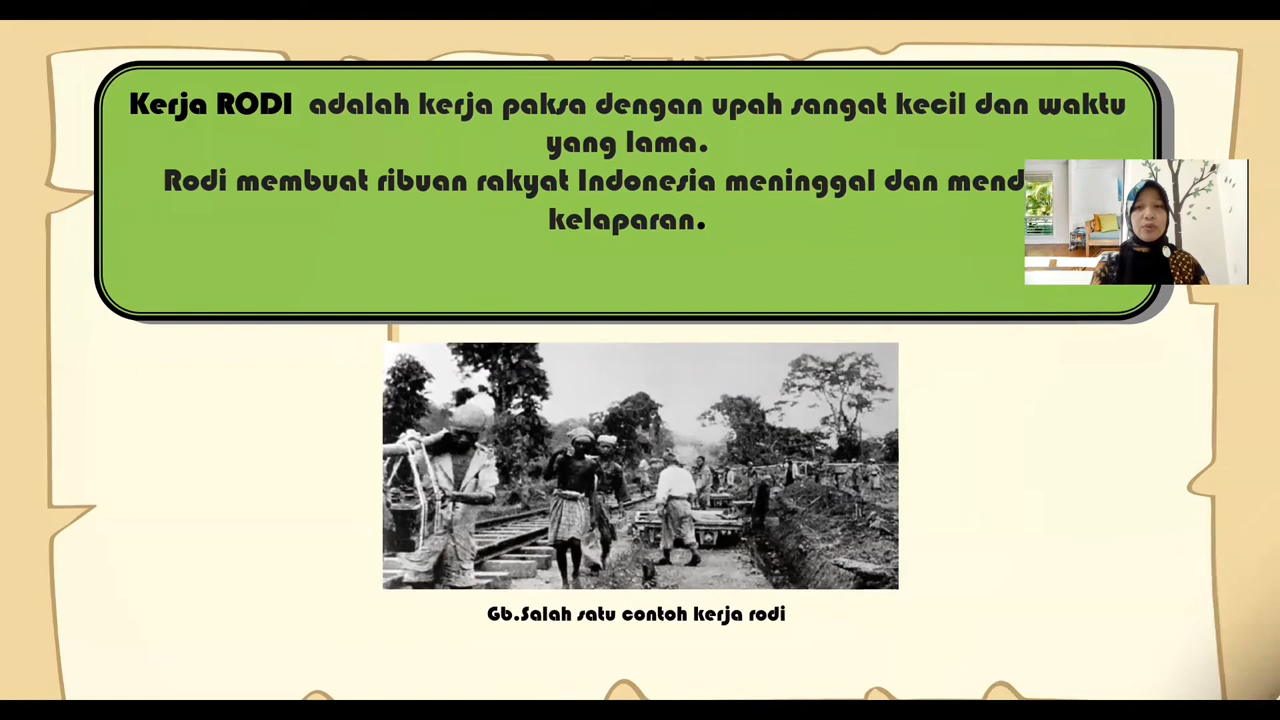 Kerja RODI adalah kerja paksa dengan upah sangat kecil dan waktu
yang lama.
Rodi membuat ribuan rakyat Indonesia meninggal dan mend
kelaparan.
Gb.Salah satu contoh kerja rodi